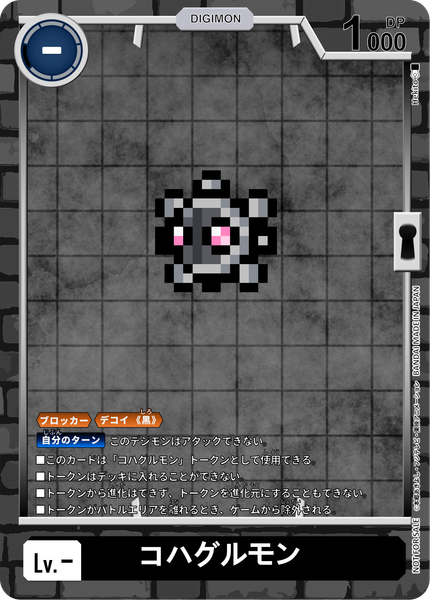 DIGIMON
-
DP
1000
NOT FOR SALE
BANDAI MADE IN JAPAN
ブロッカー デコイ《黒》
自分のターン このデジモンはアタックできない。
■このカードは「コハグルモン」トークンとして使用できる
■トークンはデッキに入れることができない。
■トークンから進化はできず、トークンを進化元にすることもできない。
■トークンがバトルエリアを離れるとき、ゲームから除外される。
Lv.-
コハグルモン